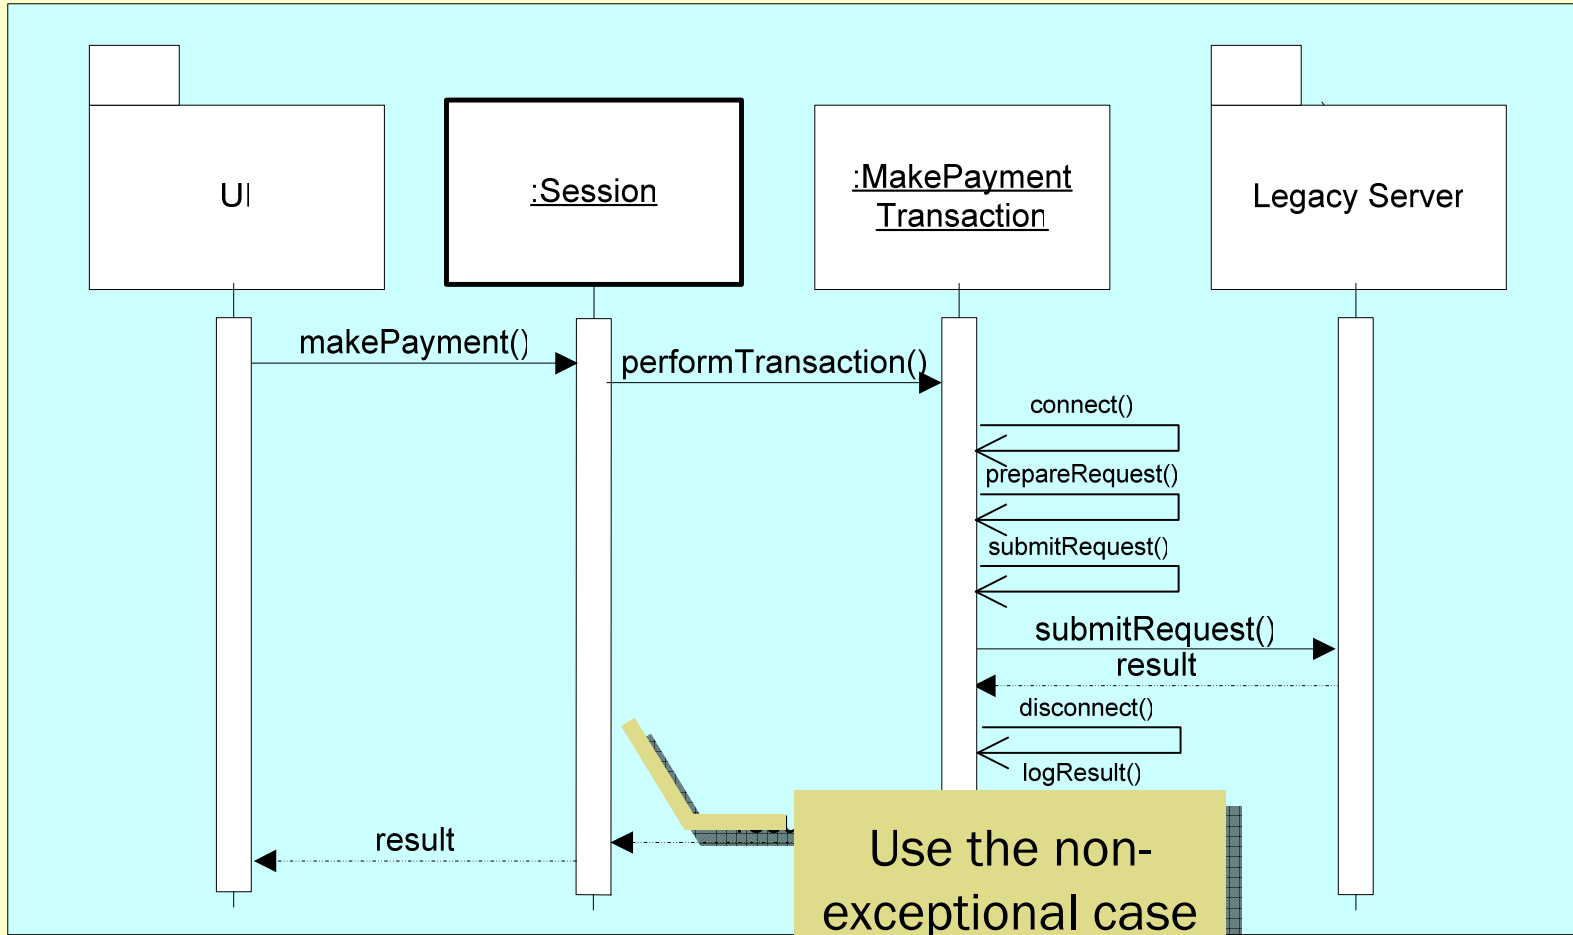 UI
:Session
:MakePayment
Transaction
Legacy Server
makePayment()
performTransaction()
connect()
prepareRequest()
submitRequest()
submitRequest()
result
disconnect()
logResult()
result
Use the non-
exceptional case